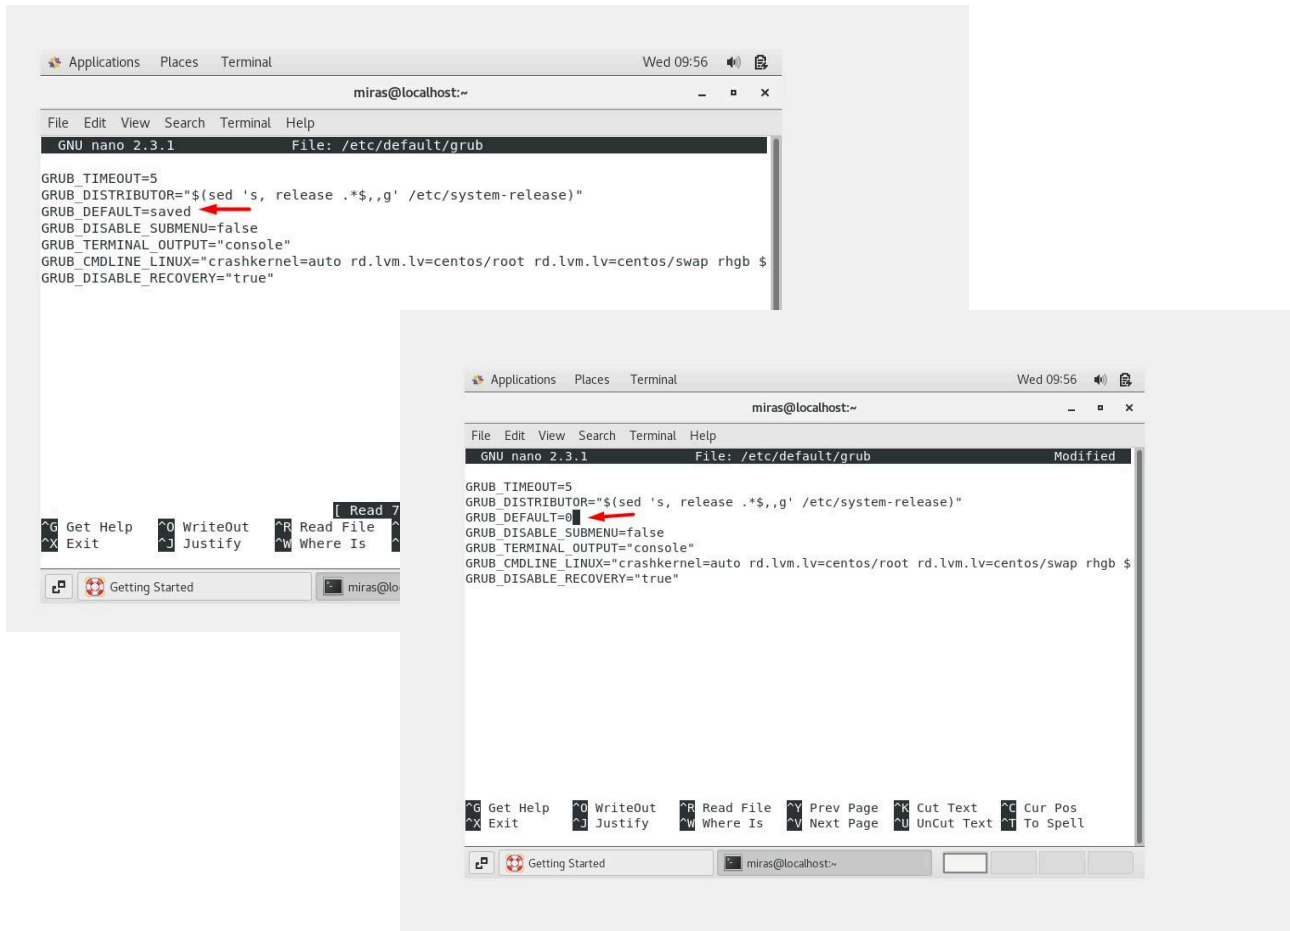 Applications Places Terminal Wed 09:56
miras@localhost:~
File Edit View Search Terminal Help
GNU nano 2.3.1 File: /etc/default/grub
GRUB_TIMEOUT=5
GRUB_DISTRIBUTOR="$(sed 's, release .*$,,g' /etc/system-release)"
GRUB_DEFAULT=saved
GRUB_DISABLE_SUBMENU=false
GRUB_TERMINAL_OUTPUT="console"
GRUB_CMDLINE_LINUX="crashkernel=auto rd.lvm.lv=centos/root rd.lvm.lv=centos/swap rhgb $
GRUB_DISABLE_RECOVERY="true"
[ Read 7
^G Get Help ^O WriteOut ^R Read File ^
^X Exit ^J Justify ^W Where Is ^
Getting Started miras@lo
Applications Places Terminal Wed 09:56
miras@localhost:~
File Edit View Search Terminal Help
GNU nano 2.3.1 File: /etc/default/grub Modified
GRUB_TIMEOUT=5
GRUB_DISTRIBUTOR="$(sed 's, release .*$,,g' /etc/system-release)"
GRUB_DEFAULT=0
GRUB_DISABLE_SUBMENU=false
GRUB_TERMINAL_OUTPUT="console"
GRUB_CMDLINE_LINUX="crashkernel=auto rd.lvm.lv=centos/root rd.lvm.lv=centos/swap rhgb $
GRUB_DISABLE_RECOVERY="true"
^G Get Help ^O WriteOut ^R Read File ^Y Prev Page ^K Cut Text ^C Cur Pos
^X Exit ^J Justify ^W Where Is ^V Next Page ^U UnCut Text ^T To Spell
Getting Started miras@localhost:~